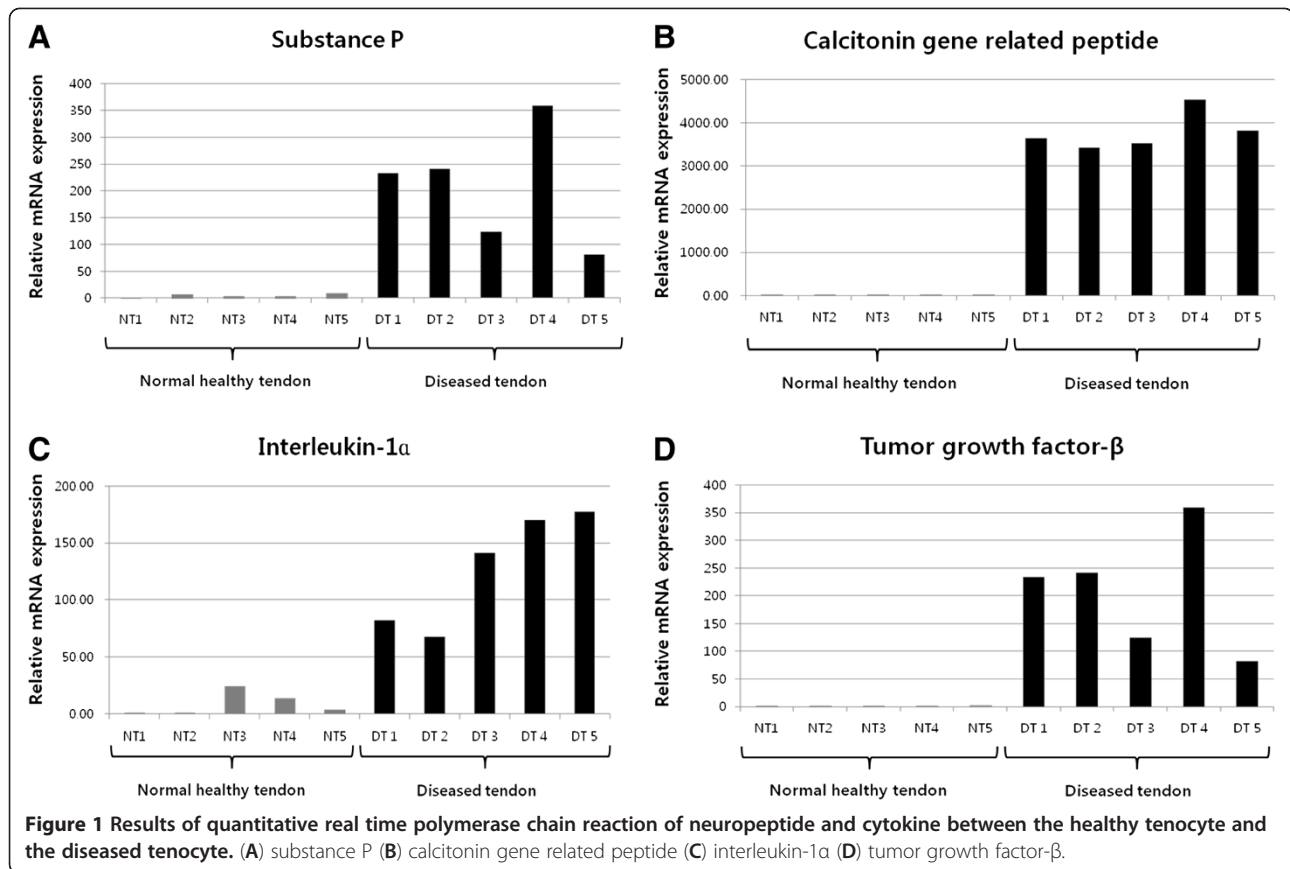 A
Substance P
Relative mRNA expression
400
350
300
250
200
150
100
50
0
NT1 NT2 NT3 NT4 NT5 DT 1 DT 2 DT 3 DT 4 DT 5
Normal healthy tendon Diseased tendon
B
Calcitonin gene related peptide
Relative mRNA expression
5000.00
4000.00
3000.00
2000.00
1000.00
0.00
NT1 NT2 NT3 NT4 NT5 DT 1 DT 2 DT 3 DT 4 DT 5
Normal healthy tendon Diseased tendon
C
Interleukin-1α
Relative mRNA expression
200.00
150.00
100.00
50.00
0.00
NT1 NT2 NT3 NT4 NT5 DT 1 DT 2 DT 3 DT 4 DT 5
Normal healthy tendon Diseased tendon
D
Tumor growth factor-β
Relative mRNA expression
400
350
300
250
200
150
100
50
0
NT1 NT2 NT3 NT4 NT5 DT 1 DT 2 DT 3 DT 4 DT 5
Normal healthy tendon Diseased tendon
Figure 1 Results of quantitative real time polymerase chain reaction of neuropeptide and cytokine between the healthy tenocyte and
the diseased tenocyte. (A) substance P (B) calcitonin gene related peptide (C) interleukin-1α (D) tumor growth factor-β.